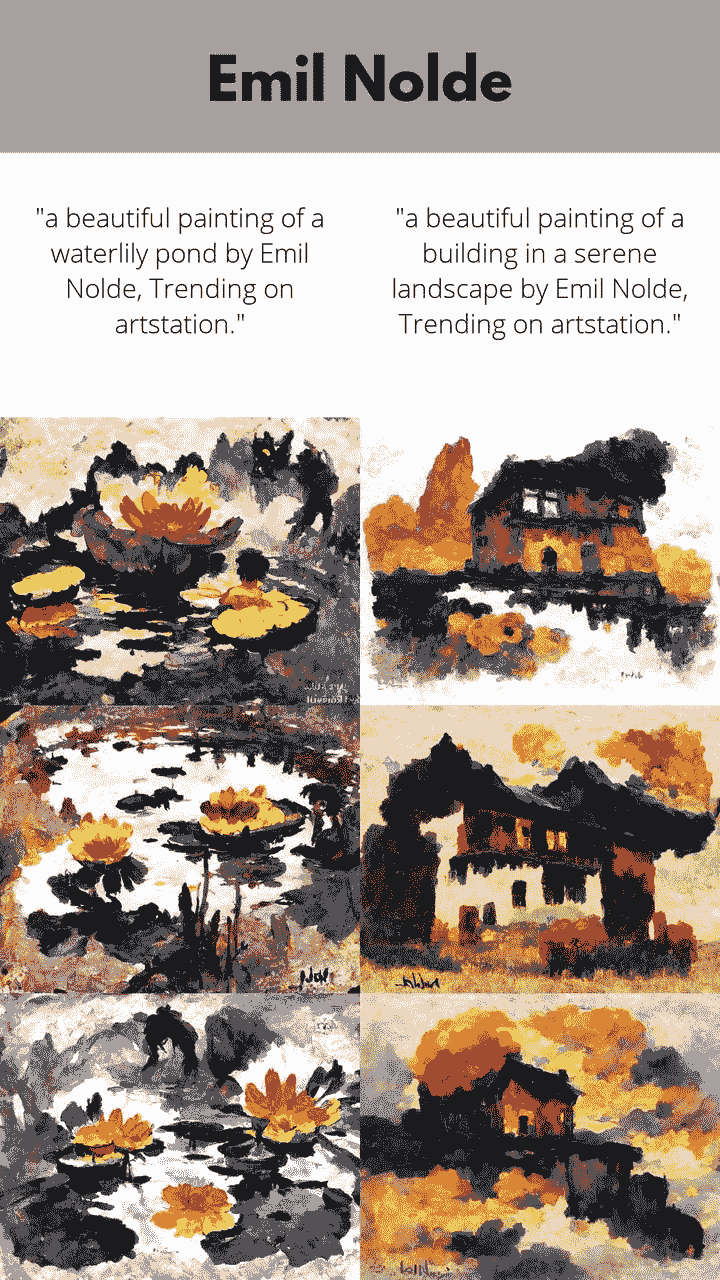 Emil Nolde
"a beautiful painting of a
waterlily pond by Emil
Nolde, Trending on
artstation."
"a beautiful painting of a
building in a serene
landscape by Emil Nolde,
Trending on artstation."